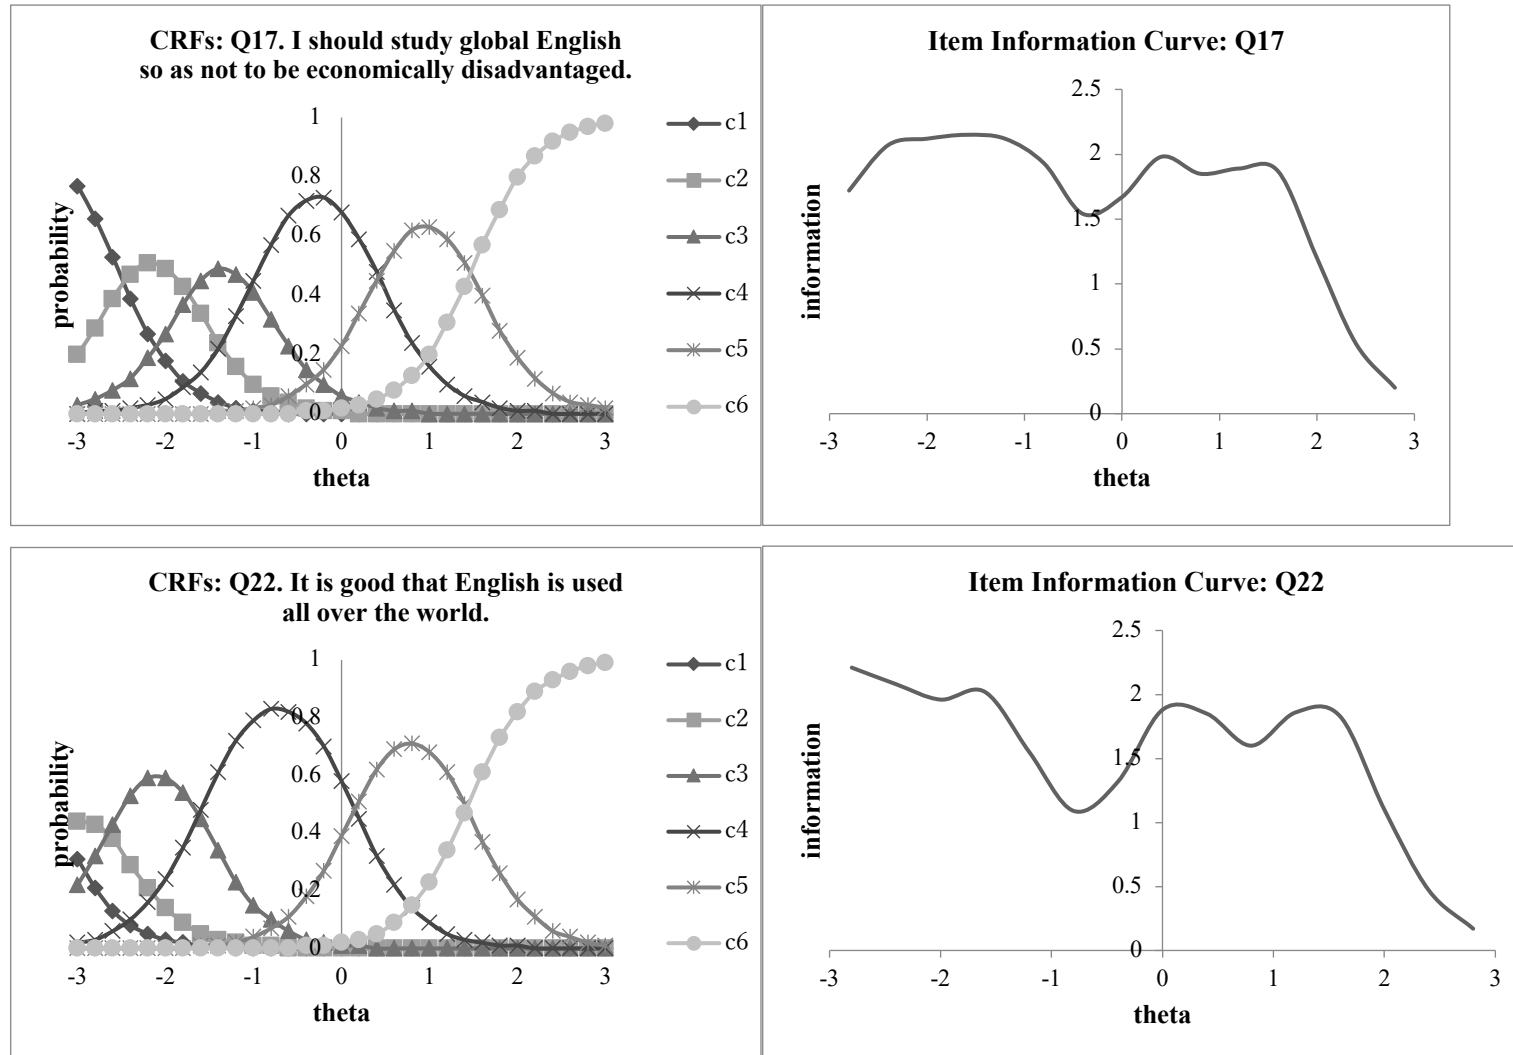 CRFs: Q17. I should study global English
so as not to be economically disadvantaged.
1
0.8
0.6
0.4
0.2
0
probability
-3 -2 -1 0 1 2 3
theta
c1
c2
c3
c4
c5
c6
Item Information Curve: Q17
2.5
2
1.5
1
0.5
0
information
-3 -2 -1 0 1 2 3
theta
CRFs: Q22. It is good that English is used
all over the world.
1
0.8
0.6
0.4
0.2
0
probability
-3 -2 -1 0 1 2 3
theta
c1
c2
c3
c4
c5
c6
Item Information Curve: Q22
2.5
2
1.5
1
0.5
0
information
-3 -2 -1 0 1 2 3
theta